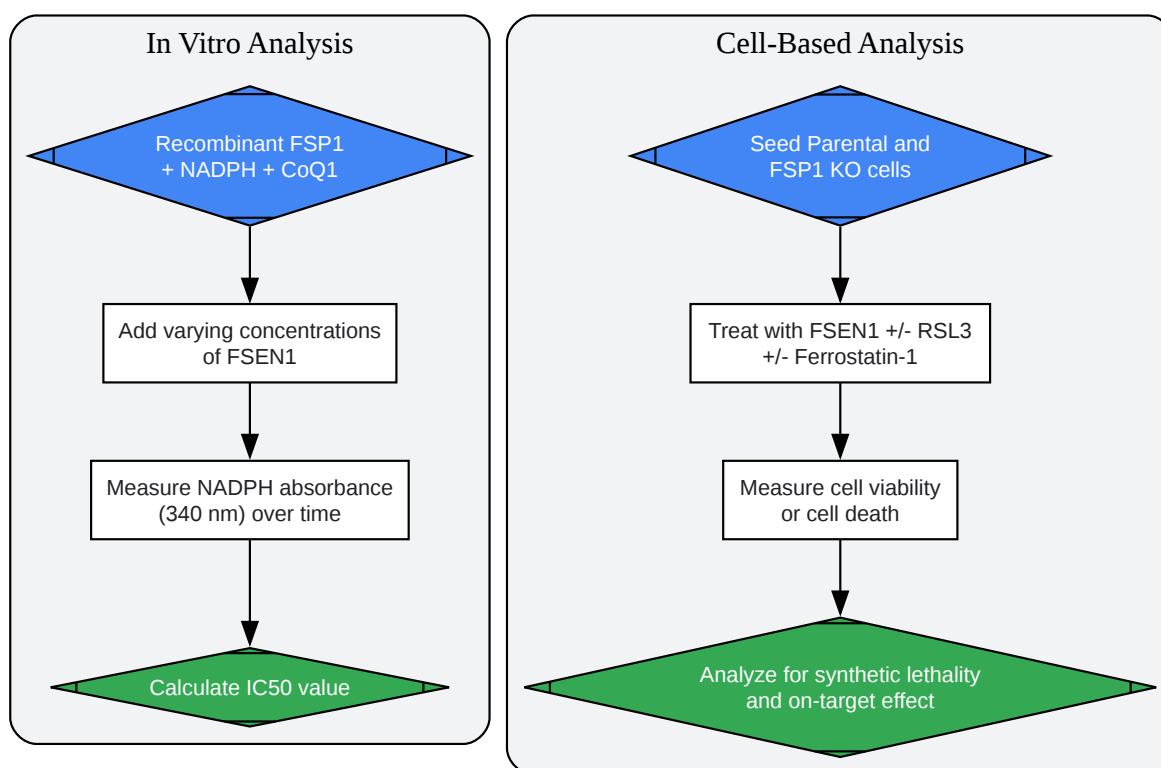 In Vitro Analysis
Recombinant FSP1
+ NADPH + CoQ1
Add varying concentrations
of FSEN1
Measure NADPH absorbance
(340 nm) over time
Calculate IC50 value
Cell-Based Analysis
Seed Parental and
FSP1 KO cells
Treat with FSEN1 +/- RSL3
+/- Ferrostatin-1
Measure cell viability
or cell death
Analyze for synthetic lethality
and on-target effect